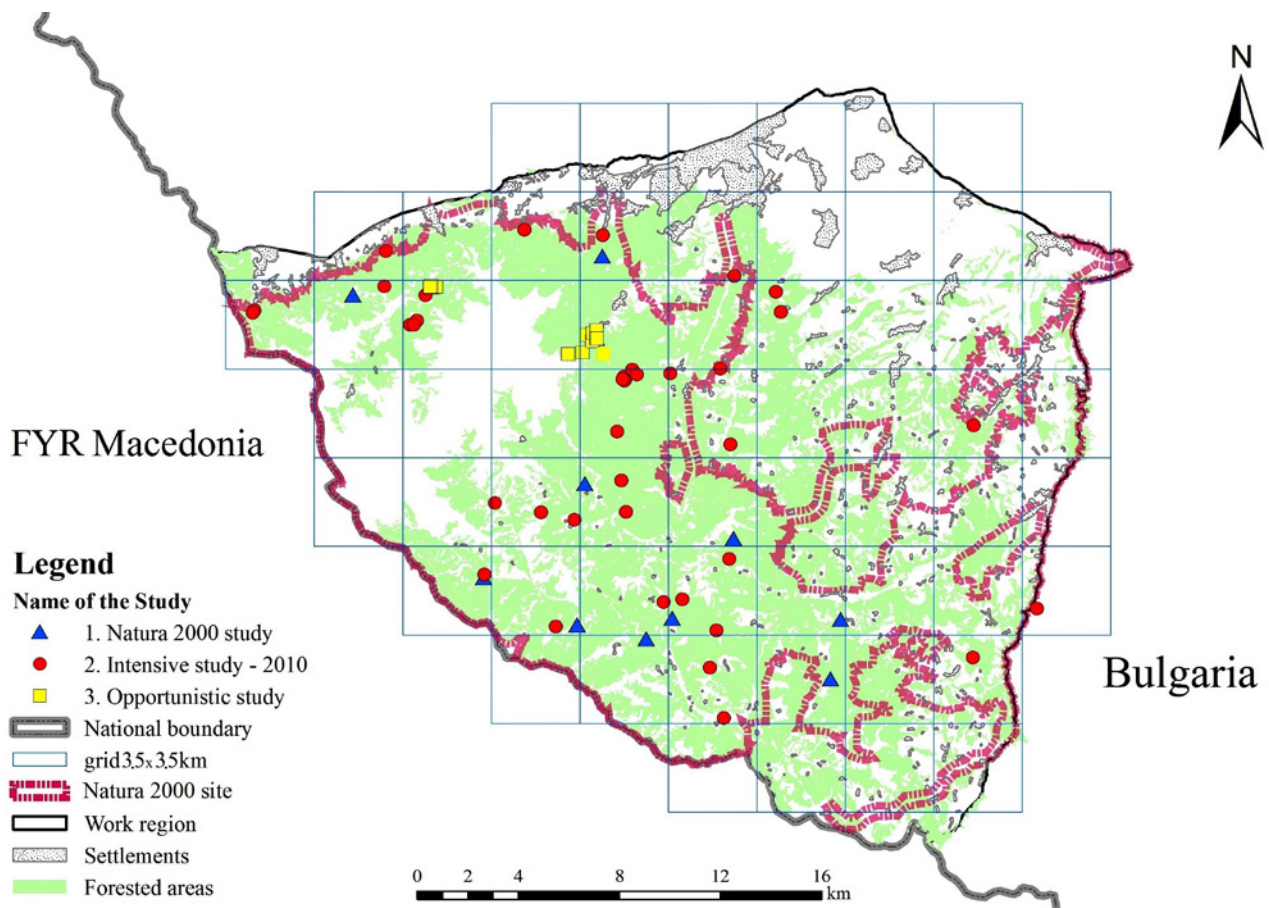 N
FYR Macedonia
Bulgaria
Legend
Name of the Study
1. Natura 2000 study
2. Intensive study - 2010
3. Opportunistic study
National boundary
grid3,5x3,5km
Natura 2000 site
Work region
Settlements
Forested areas
0 2 4 8 12 16
km